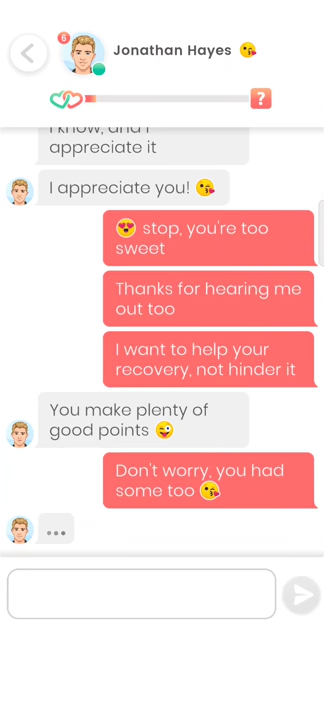 6
Jonathan Hayes 😘
?
I know, and I
appreciate it
I appreciate you! 😘
😍 stop, you're too
sweet
Thanks for hearing me
out too
I want to help your
recovery, not hinder it
You make plenty of
good points 😜
Don't worry, you had
some too 😘
...